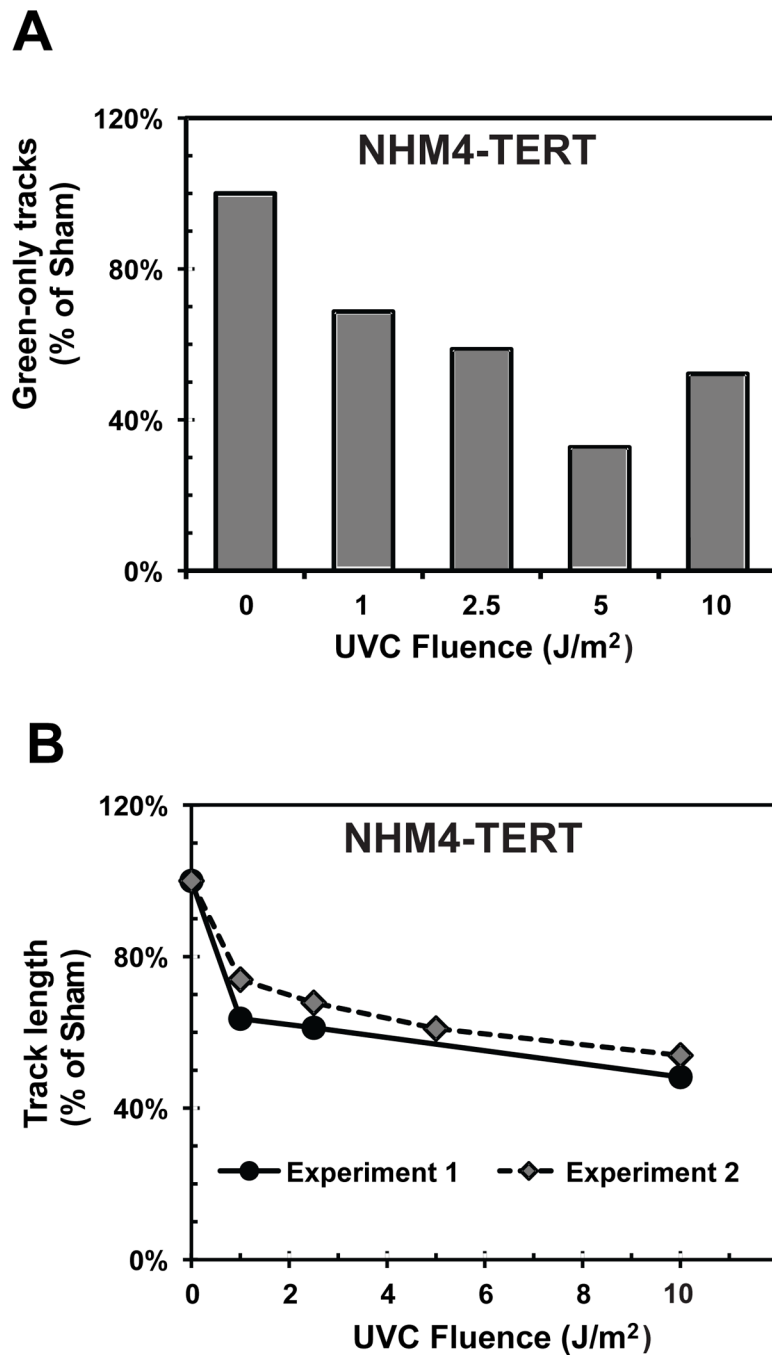 A
120%
NHM4-TERT
80%
40%
0%
Green-only tracks
(% of Sham)
0 1 2.5 5 10
UVC Fluence (J/m²)
B
120%
NHM4-TERT
80%
40%
0%
Track length
(% of Sham)
Experiment 1 Experiment 2
0 2 4 6 8 10
UVC Fluence (J/m²)